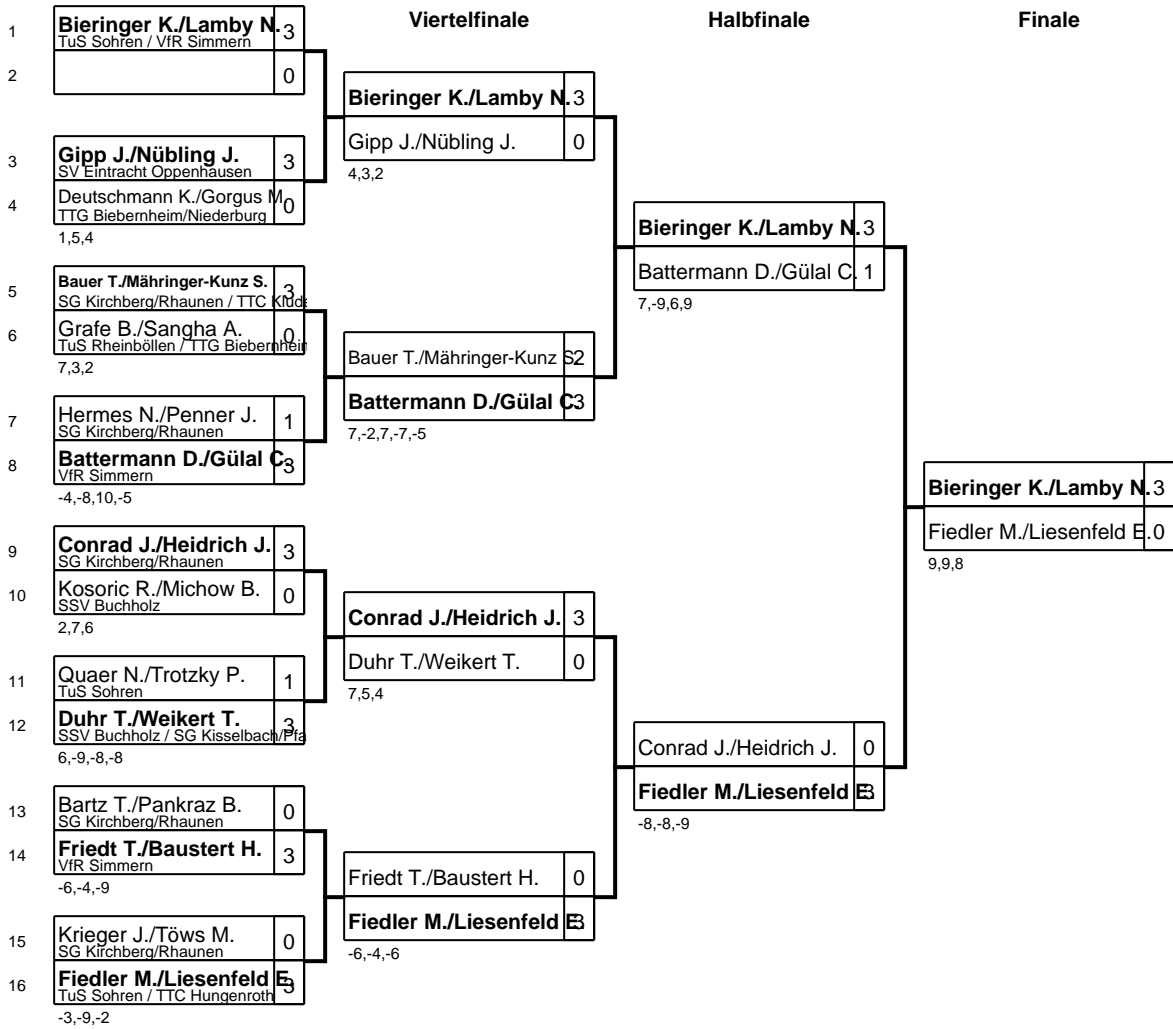 Viertelfinale
Halbfinale
Finale
1
Bieringer K./Lamby N. 3
TuS Sohren / VfR Simmern
2
0
3
Gipp J./Nübling J. 3
SV Eintracht Oppenhausen
4
Deutschmann K./Gorgus M 0
TTG Biebernheim/Niederburg
1,5,4
5
Bauer T./Mähringer-Kunz S. 3
SG Kirchberg/Rhaunen / TTC
6
Grafe B./Sangha A. 0
TuS Rheinböllen / TTG
7,3,2
7
Hermes N./Penner J. 1
SG Kirchberg/Rhaunen
8
Battermann D./Gülal C. 3
VfR Simmern
-4,-8,10,-5
9
Conrad J./Heidrich J. 3
SG Kirchberg/Rhaunen
10
Kosoric R./Michow B. 0
SSV Buchholz
2,7,6
11
Quaer N./Trotzky P. 1
TuS Sohren
12
Duhr T./Weikert T. 3
SSV Buchholz / SG
6,-9,-8,-8
13
Bartz T./Pankraz B. 0
SG Kirchberg/Rhaunen
14
Friedt T./Baustert H. 3
VfR Simmern
-6,-4,-9
15
Krieger J./Töws M. 0
SG Kirchberg/Rhaunen
16
Fiedler M./Liesenfeld E. 3
TuS Sohren / TTC Hungenroth
-3,-9,-2
Bieringer K./Lamby N. 3
Gipp J./Nübling J. 0
4,3,2
Bauer T./Mähringer-Kunz S. 2
Battermann D./Gülal C. 3
7,-2,7,-7,-5
Conrad J./Heidrich J. 3
Duhr T./Weikert T. 0
7,5,4
Friedt T./Baustert H. 0
Fiedler M./Liesenfeld E. 3
-6,-4,-6
Bieringer K./Lamby N. 3
Battermann D./Gülal C. 1
7,-9,6,9
Conrad J./Heidrich J. 0
Fiedler M./Liesenfeld E. 3
-8,-8,-9
Bieringer K./Lamby N. 3
Fiedler M./Liesenfeld E. 0
9,9,8